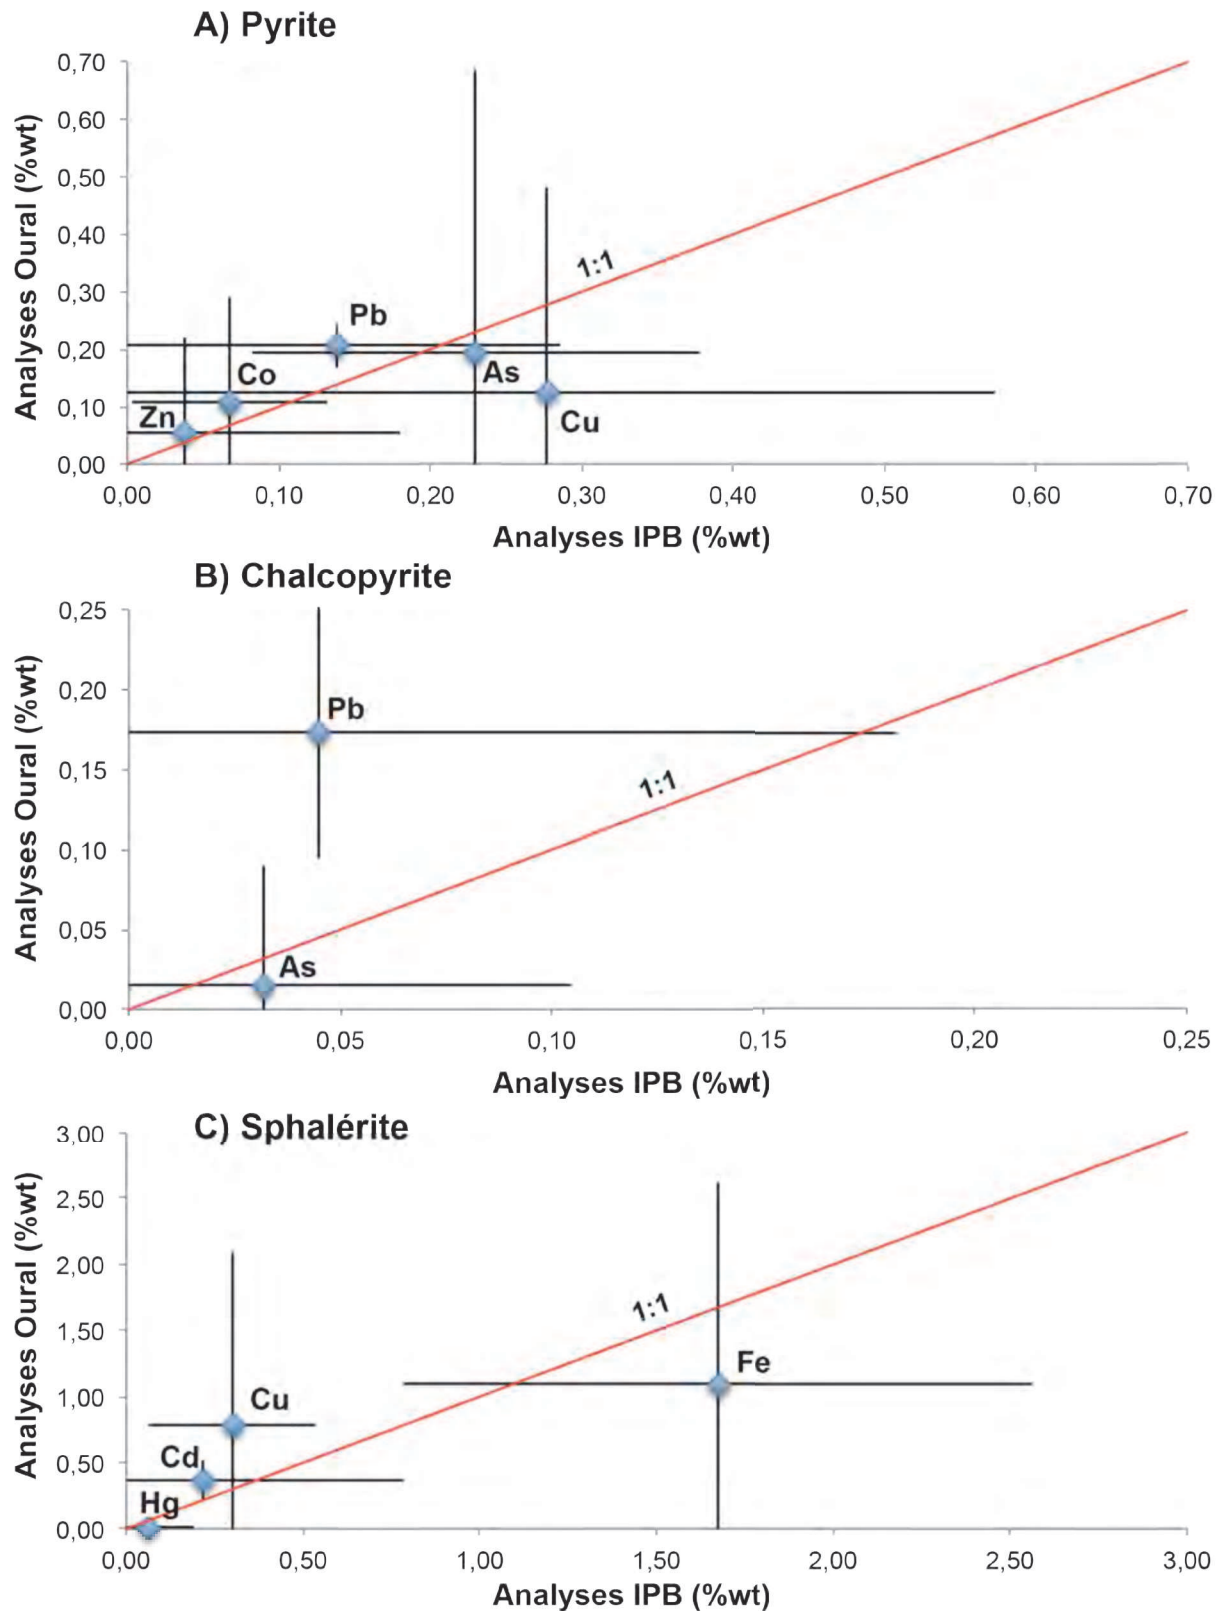 A) Pyrite
0,70
0,60
0,50
0,40
0,30
0,20
0,10
0,00
Analyses Oural (%wt)
1:1
Pb
As
Co
Cu
Zn
0,00 0,10 0,20 0,30 0,40 0,50 0,60 0,70
Analyses IPB (%wt)
B) Chalcopyrite
0,25
0,20
0,15
0,10
0,05
0,00
Analyses Oural (%wt)
Pb
1:1
As
0,00 0,05 0,10 0,15 0,20 0,25
Analyses IPB (%wt)
C) Sphalérite
3,00
2,50
2,00
1,50
1,00
0,50
0,00
Analyses Oural (%wt)
1:1
Fe
Cu
Cd
Hg
0,00 0,50 1,00 1,50 2,00 2,50 3,00
Analyses IPB (%wt)